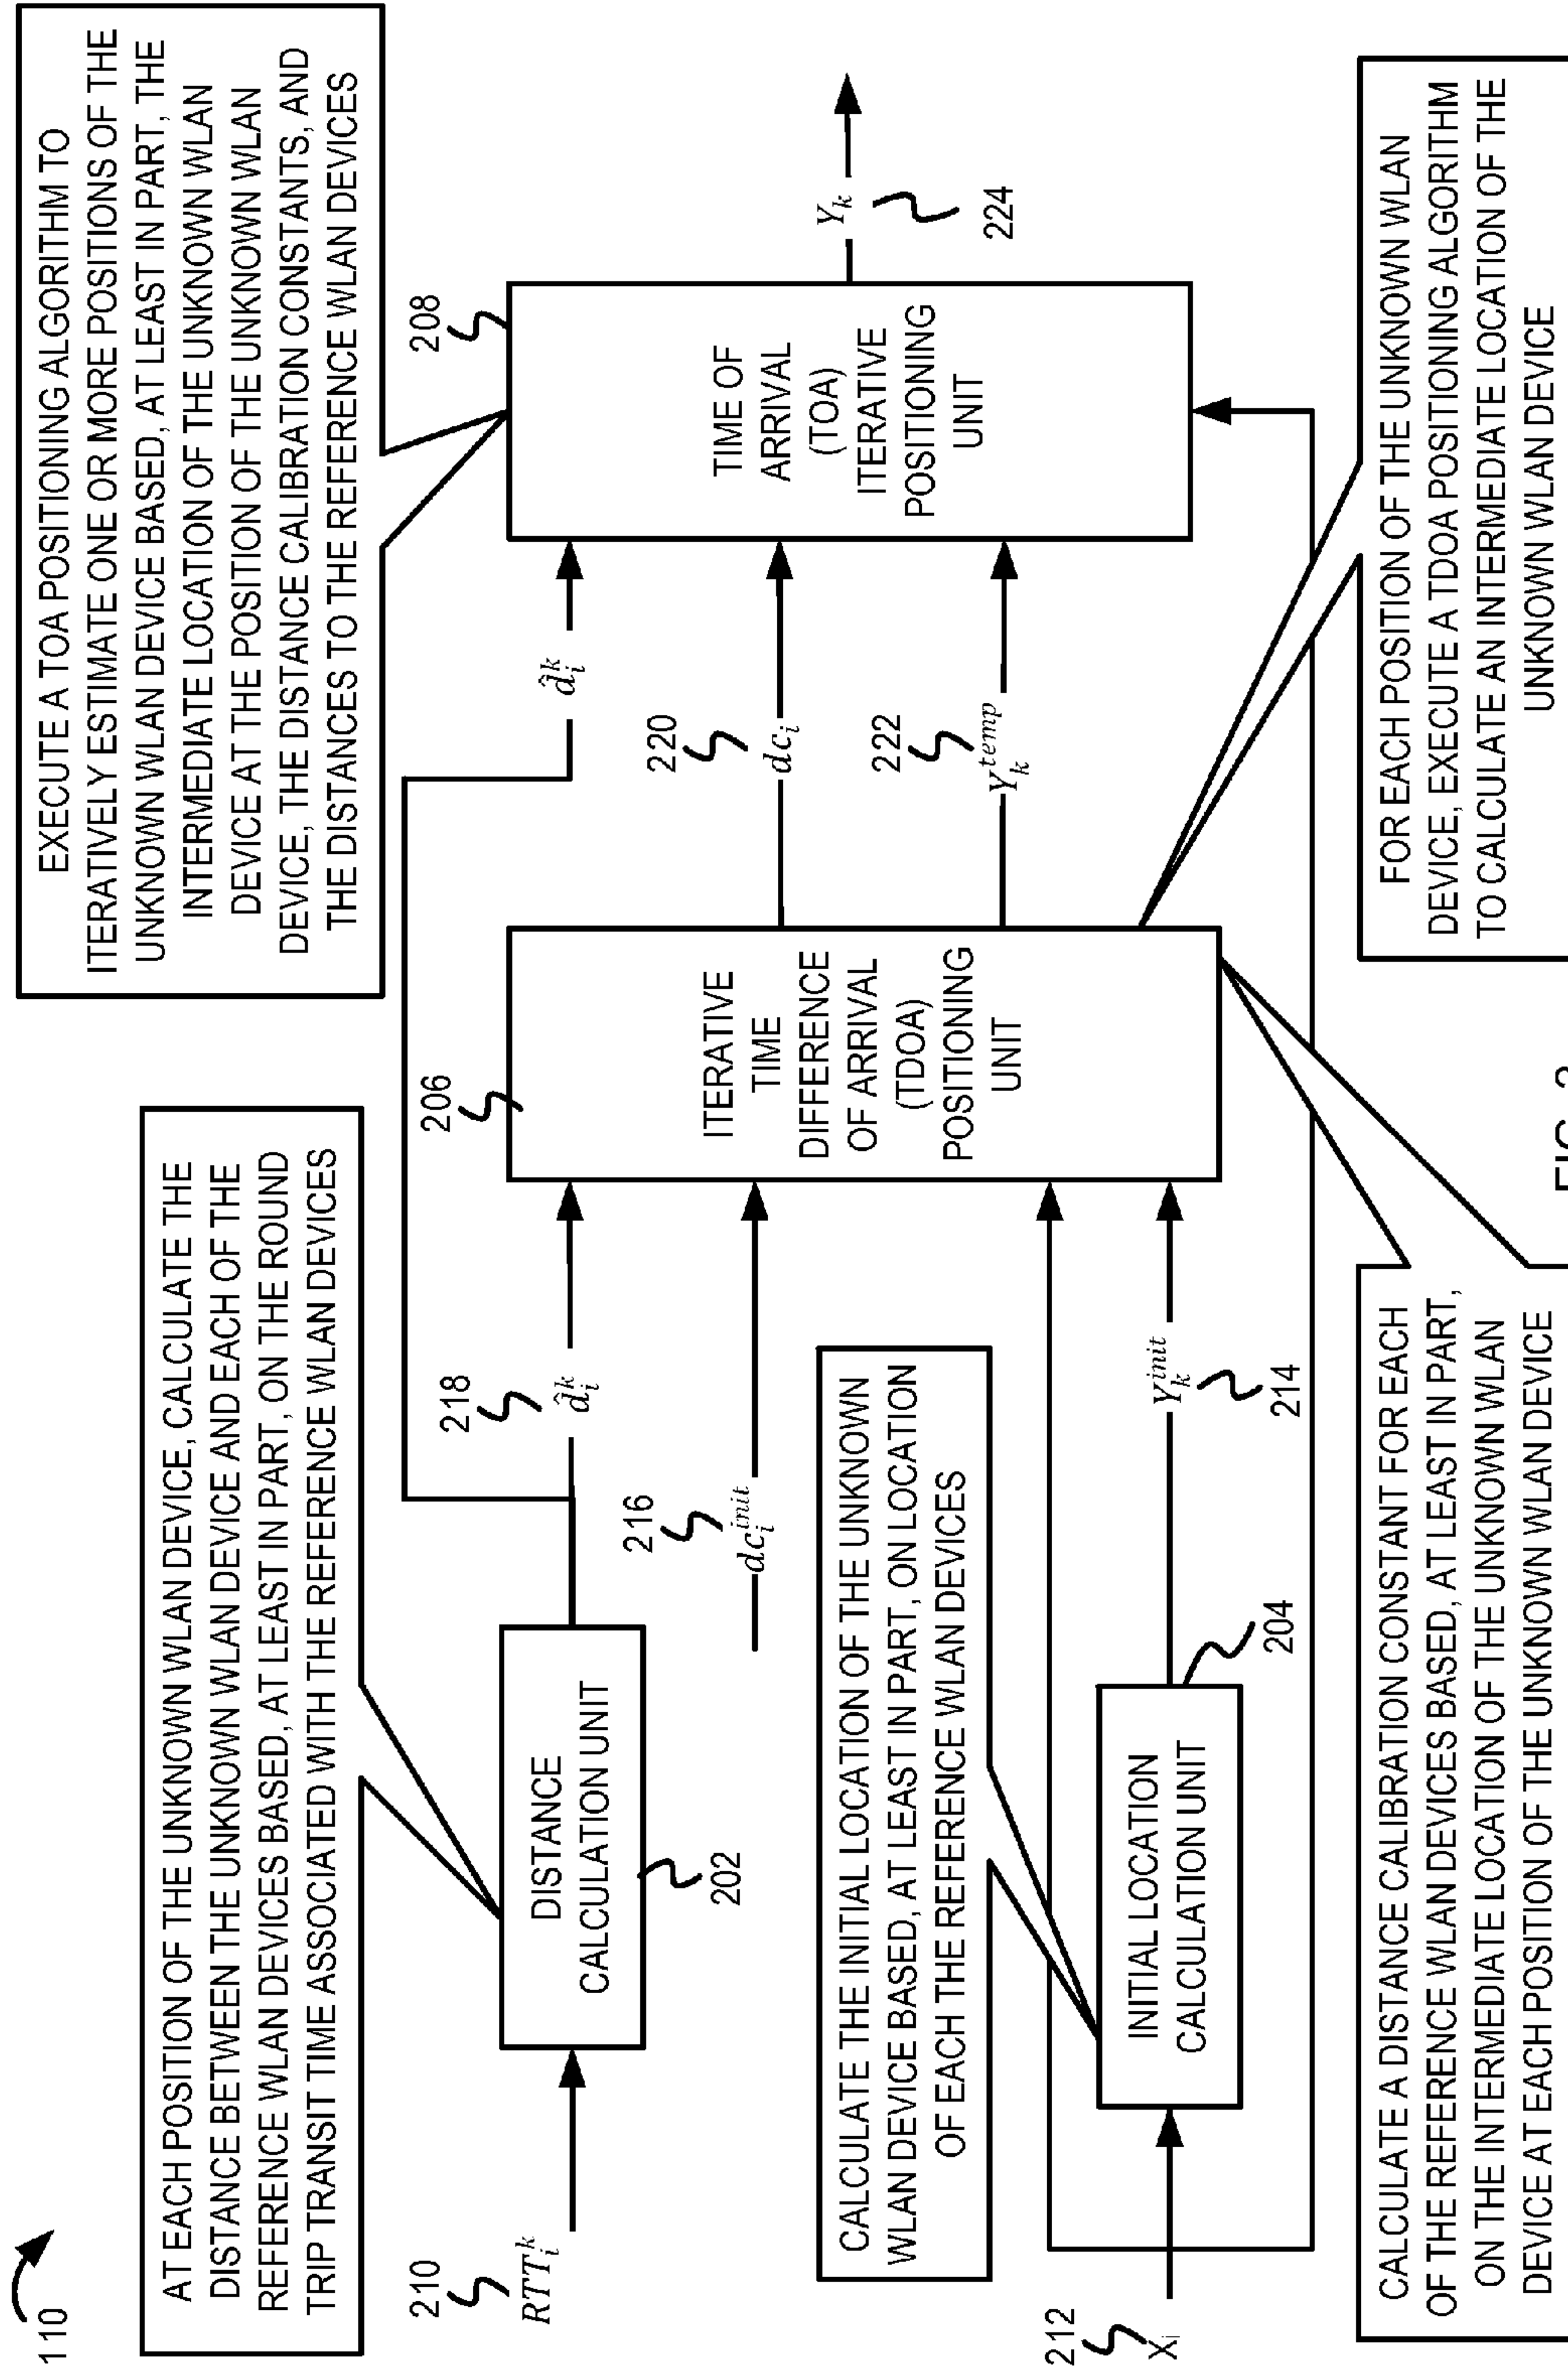 110
AT EACH POSITION OF THE UNKNOWN WLAN DEVICE, CALCULATE THE
DISTANCE BETWEEN THE UNKNOWN WLAN DEVICE AND EACH OF THE
REFERENCE WLAN DEVICES BASED, AT LEAST IN PART, ON THE ROUND
TRIP TRANSIT TIME ASSOCIATED WITH THE REFERENCE WLAN DEVICES
EXECUTE A TOA POSITIONING ALGORITHM TO
ITERATIVELY ESTIMATE ONE OR MORE POSITIONS OF THE
UNKNOWN WLAN DEVICE BASED, AT LEAST IN PART, THE
INTERMEDIATE LOCATION OF THE UNKNOWN WLAN
DEVICE AT THE POSITION OF THE UNKNOWN WLAN
DEVICE, THE DISTANCE CALIBRATION CONSTANTS, AND
THE DISTANCES TO THE REFERENCE WLAN DEVICES
210
RTT_i^k
DISTANCE
CALCULATION UNIT
202
218
d̂_i^k
216
dc_i^{init}
206
ITERATIVE
TIME
DIFFERENCE
OF ARRIVAL
(TDOA)
POSITIONING
UNIT
d̂_i^k
220
dc_i
222
Y_k^{temp}
208
TIME OF
ARRIVAL
(TOA)
ITERATIVE
POSITIONING
UNIT
Y_k
224
CALCULATE THE INITIAL LOCATION OF THE UNKNOWN
WLAN DEVICE BASED, AT LEAST IN PART, ON LOCATION
OF EACH THE REFERENCE WLAN DEVICES
212
X_i
INITIAL LOCATION
CALCULATION UNIT
204
Y_k^{init}
214
CALCULATE A DISTANCE CALIBRATION CONSTANT FOR EACH
OF THE REFERENCE WLAN DEVICES BASED, AT LEAST IN PART,
ON THE INTERMEDIATE LOCATION OF THE UNKNOWN WLAN
DEVICE AT EACH POSITION OF THE UNKNOWN WLAN DEVICE
FOR EACH POSITION OF THE UNKNOWN WLAN
DEVICE, EXECUTE A TDOA POSITIONING ALGORITHM
TO CALCULATE AN INTERMEDIATE LOCATION OF THE
UNKNOWN WLAN DEVICE
FIG.